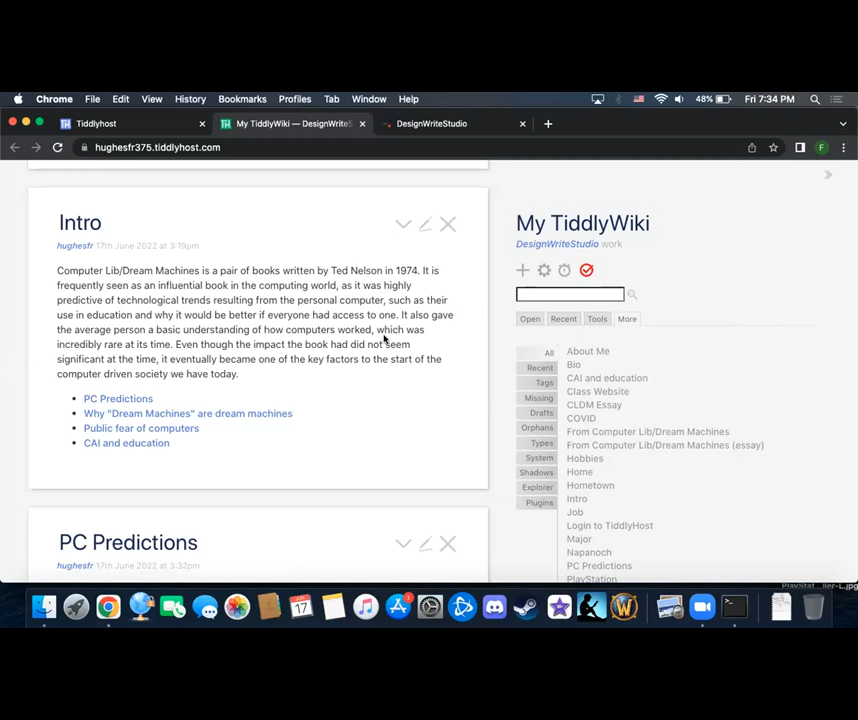 Chrome File Edit View History Bookmarks Profiles Tab Window Help 48% Fri 7:34 PM
Tiddlyhost
My TiddlyWiki — DesignWriteS
DesignWriteStudio
hughesfr375.tiddlyhost.com
F
Intro
hughesfr 17th June 2022 at 3:19pm
Computer Lib/Dream Machines is a pair of books written by Ted Nelson in 1974. It is
frequently seen as an influential book in the computing world, as it was highly
predictive of technological trends resulting from the personal computer, such as their
use in education and why it would be better if everyone had access to one. It also gave
the average person a basic understanding of how computers worked, which was
incredibly rare at its time. Even though the impact the book had did not seem
significant at the time, it eventually became one of the key factors to the start of the
computer driven society we have today.
PC Predictions
Why "Dream Machines" are dream machines
Public fear of computers
CAI and education
PC Predictions
hughesfr 17th June 2022 at 3:32pm
My TiddlyWiki
DesignWriteStudio work
Open Recent Tools More
All
Recent
Tags
Missing
Drafts
Orphans
Types
System
Shadows
Explorer
Plugins
About Me
Bio
CAI and education
Class Website
CLDM Essay
COVID
From Computer Lib/Dream Machines
From Computer Lib/Dream Machines (essay)
Hobbies
Home
Hometown
Intro
Job
Login to TiddlyHost
Major
Napanoch
PC Predictions
PlayStation
17
1